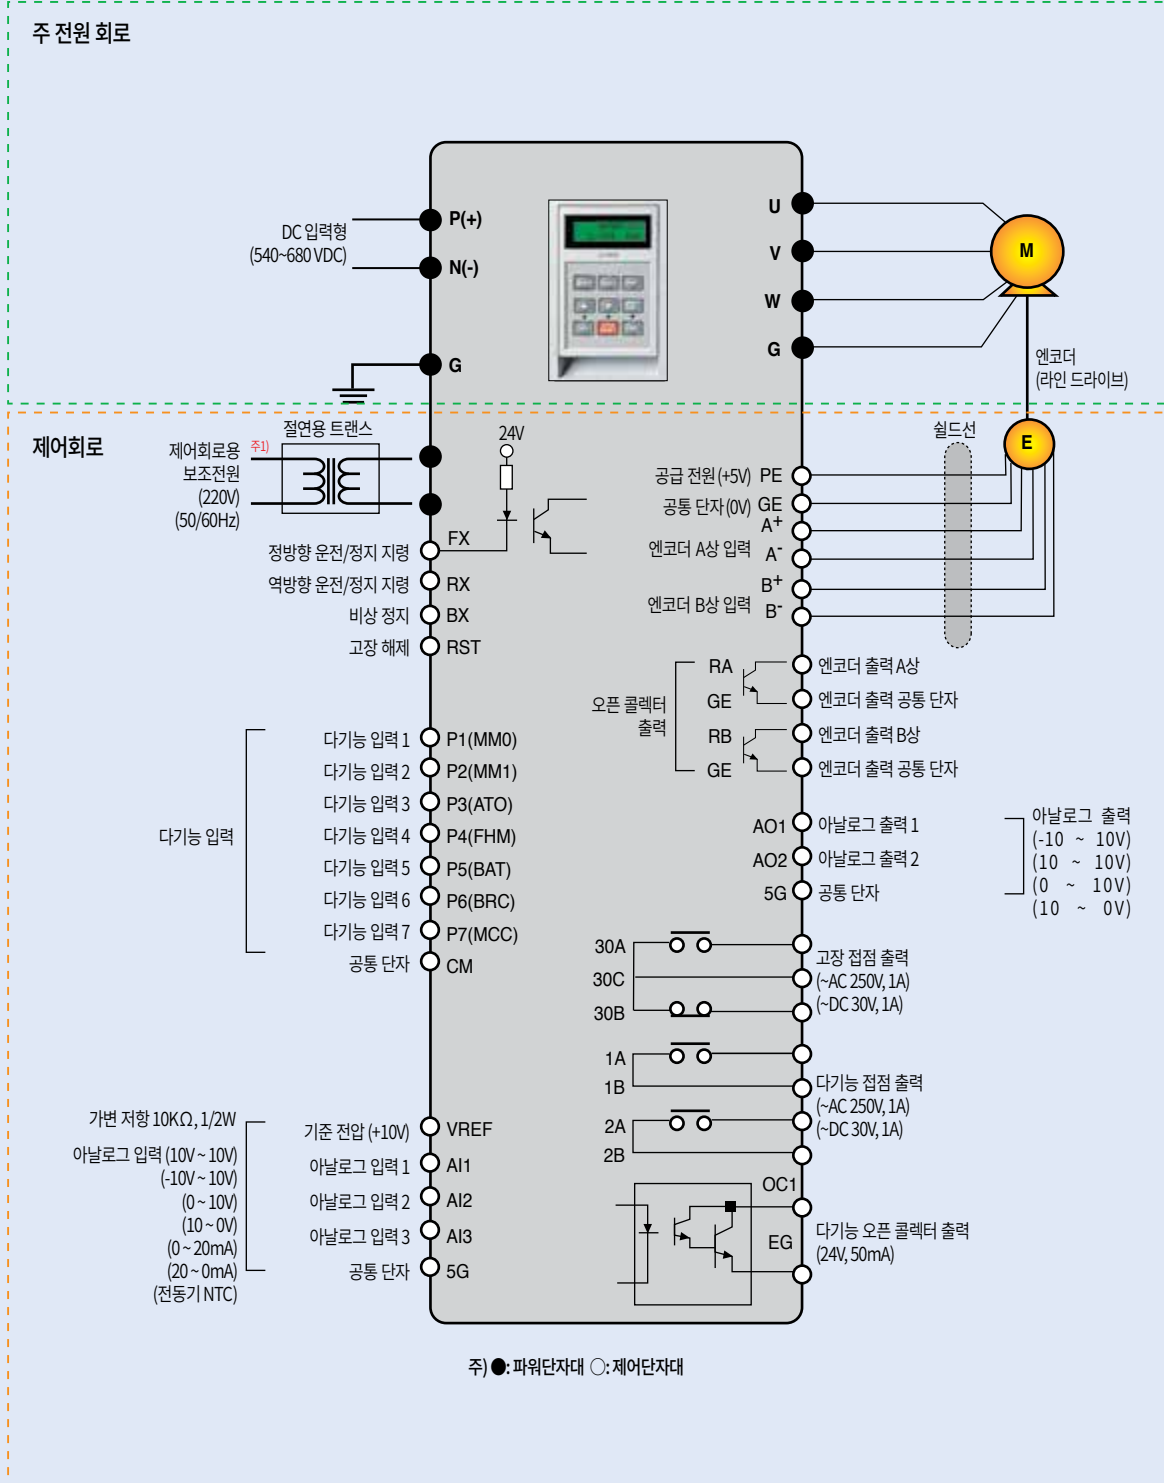 주 전원 회로
DC 입력형
(540~680 VDC)
P(+)
N(-)
G
U
V
W
G
M
엔코더
(라인 드라이브)
제어회로
제어회로용 주1)
보조전원
(220V)
(50/60Hz)
절연용 트랜스
24V
정방향 운전/정지 지령 FX
역방향 운전/정지 지령 RX
비상 정지 BX
고장 해제 RST
쉴드선
E
공급 전원 (+5V) PE
공통 단자 (0V) GE
A+
엔코더 A상 입력 A-
B+
엔코더 B상 입력 B-
오픈 콜렉터
출력
RA 엔코더 출력 A상
GE 엔코더 출력 공통 단자
RB 엔코더 출력 B상
GE 엔코더 출력 공통 단자
다기능 입력
다기능 입력 1 P1(MM0)
다기능 입력 2 P2(MM1)
다기능 입력 3 P3(ATO)
다기능 입력 4 P4(FHM)
다기능 입력 5 P5(BAT)
다기능 입력 6 P6(BRC)
다기능 입력 7 P7(MCC)
공통 단자 CM
AO1 아날로그 출력 1
AO2 아날로그 출력 2
5G 공통 단자
아날로그 출력
(-10 ~ 10V)
(10 ~ 10V)
(0 ~ 10V)
(10 ~ 0V)
30A
30C
30B
고장 접점 출력
(~AC 250V, 1A)
(~DC 30V, 1A)
1A
1B
2A
2B
다기능 접점 출력
(~AC 250V, 1A)
(~DC 30V, 1A)
가변 저항 10KΩ, 1/2W
아날로그 입력 (10V ~ 10V)
(-10V ~ 10V)
(0 ~ 10V)
(10 ~ 0V)
(0 ~ 20mA)
(20 ~ 0mA)
(전동기 NTC)
기준 전압 (+10V) VREF
아날로그 입력 1 AI1
아날로그 입력 2 AI2
아날로그 입력 3 AI3
공통 단자 5G
OC1
EG
다기능 오픈 콜렉터 출력
(24V, 50mA)
주) ●: 파워단자대 ○: 제어단자대